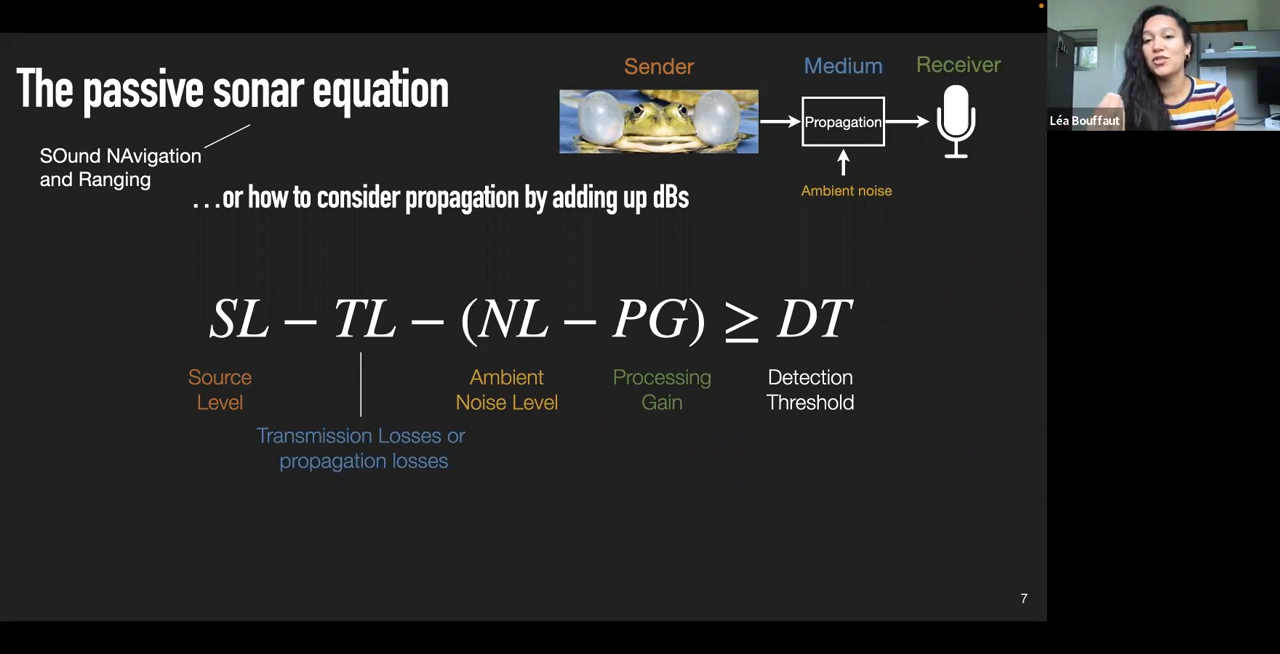 The passive sonar equation
SOund NAvigation
and Ranging
...or how to consider propagation by adding up dBs
Sender
Medium
Receiver
Propagation
Ambient noise
SL − TL − (NL − PG) ≥ DT
Source
Level
Transmission Losses or
propagation losses
Ambient
Noise Level
Processing
Gain
Detection
Threshold
7
Léa Bouffaut